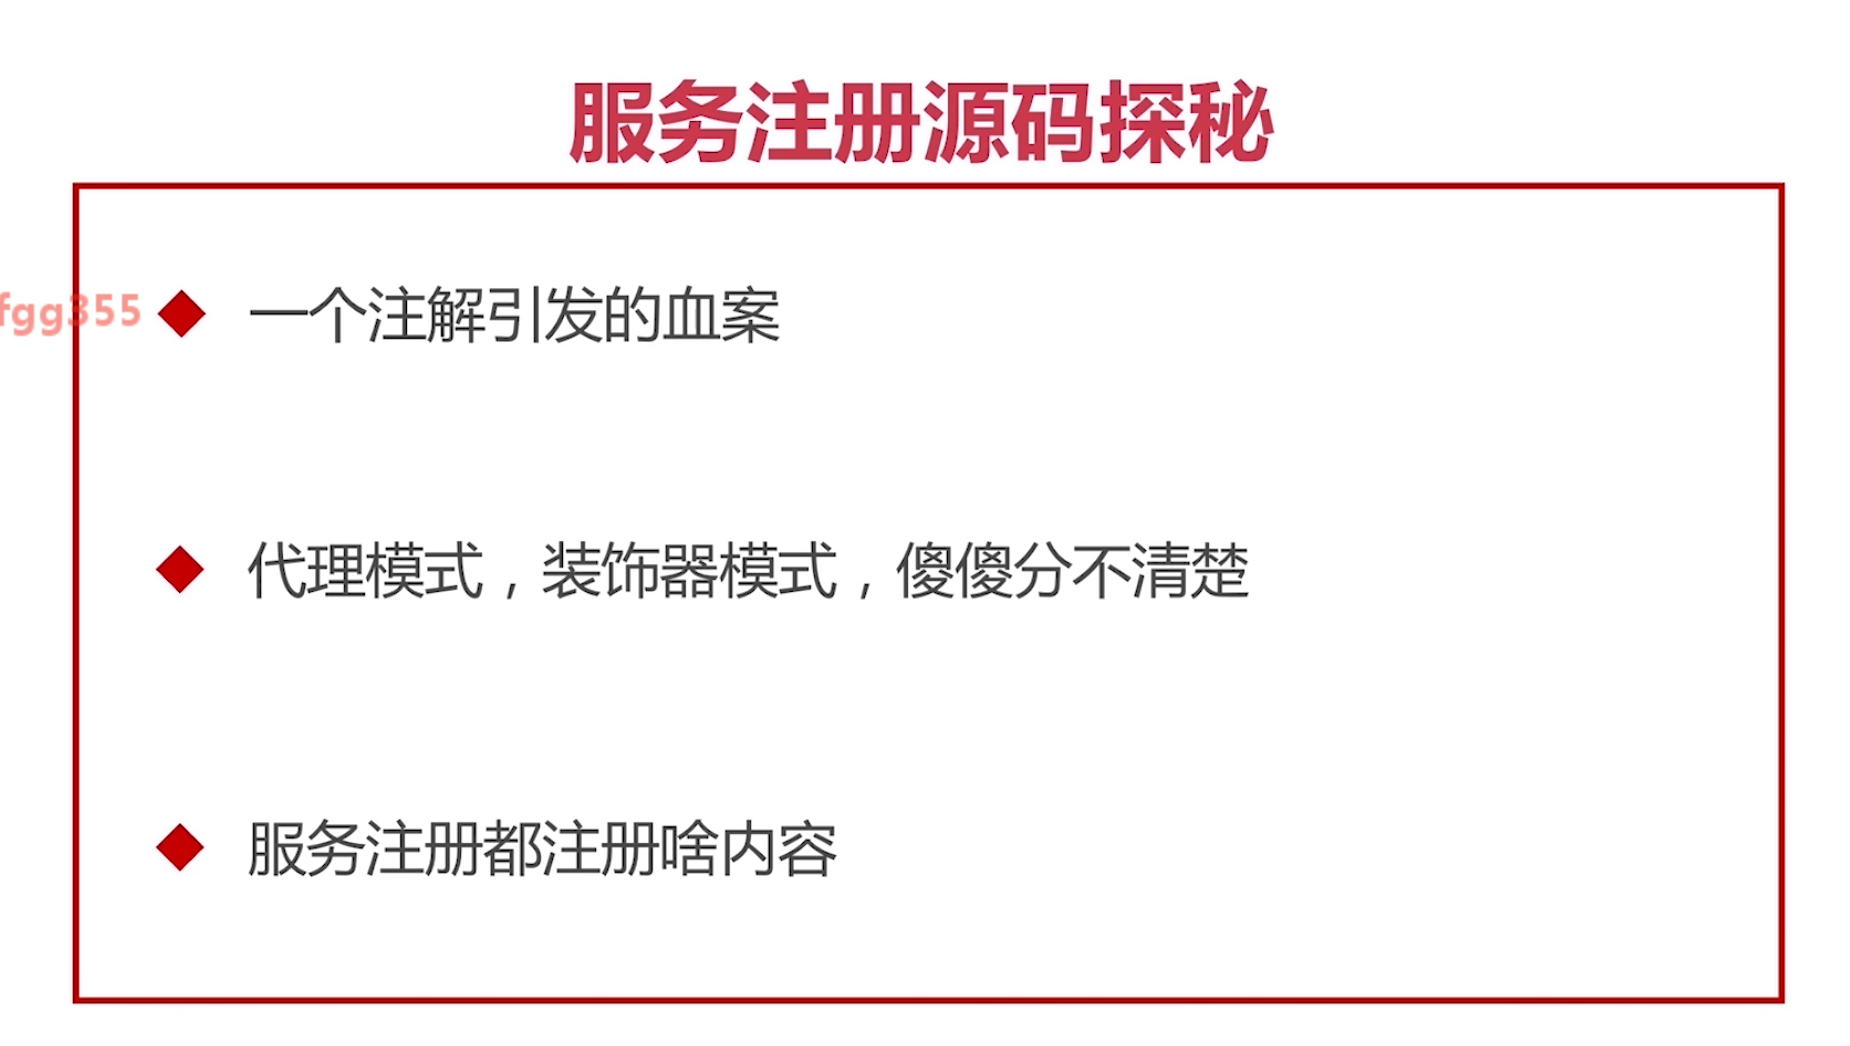 服务注册源码探秘
fgg355
一个注解引发的血案
代理模式，装饰器模式，傻傻分不清楚
服务注册都注册啥内容